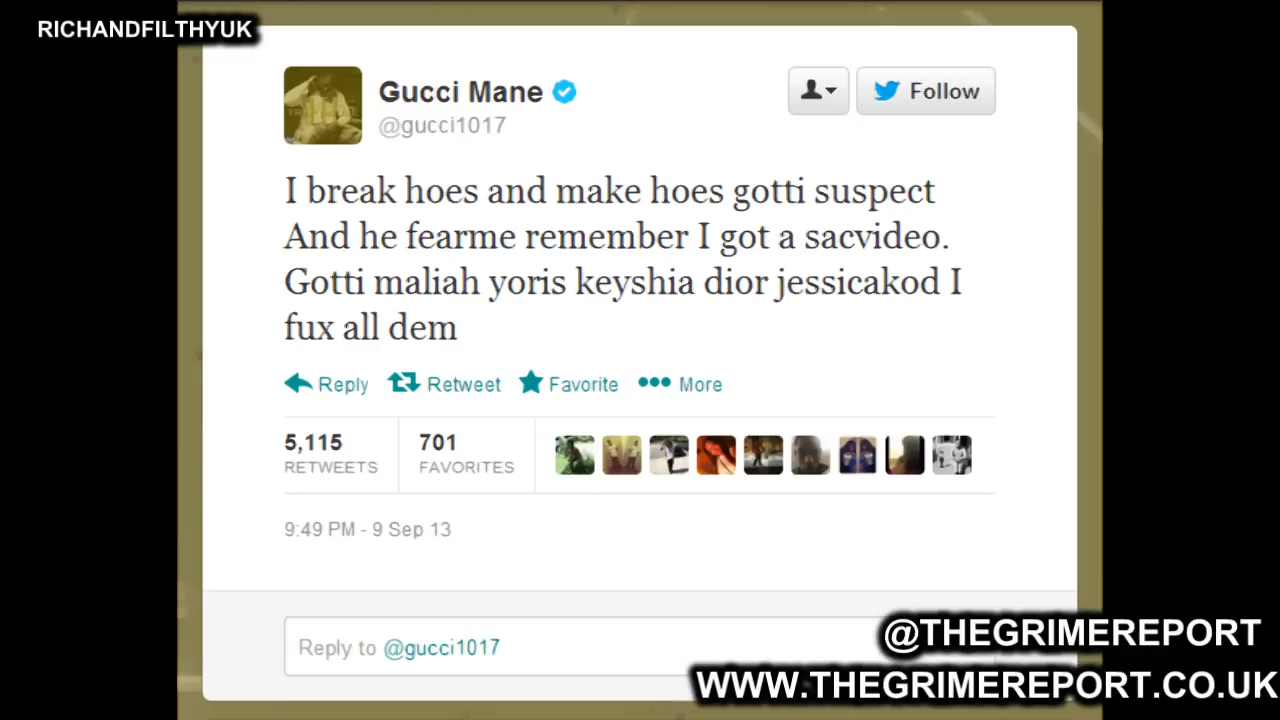 RICHANDFILTHYUK
Gucci Mane
@gucci1017
Follow
I break hoes and make hoes gotti suspect
And he fearme remember I got a sacvideo.
Gotti maliah yoris keyshia dior jessicakod I
fux all dem
Reply Retweet Favorite More
5,115 701
RETWEETS FAVORITES
9:49 PM - 9 Sep 13
Reply to @gucci1017
@THEGRIMEREPORT
WWW.THEGRIMEREPORT.CO.UK